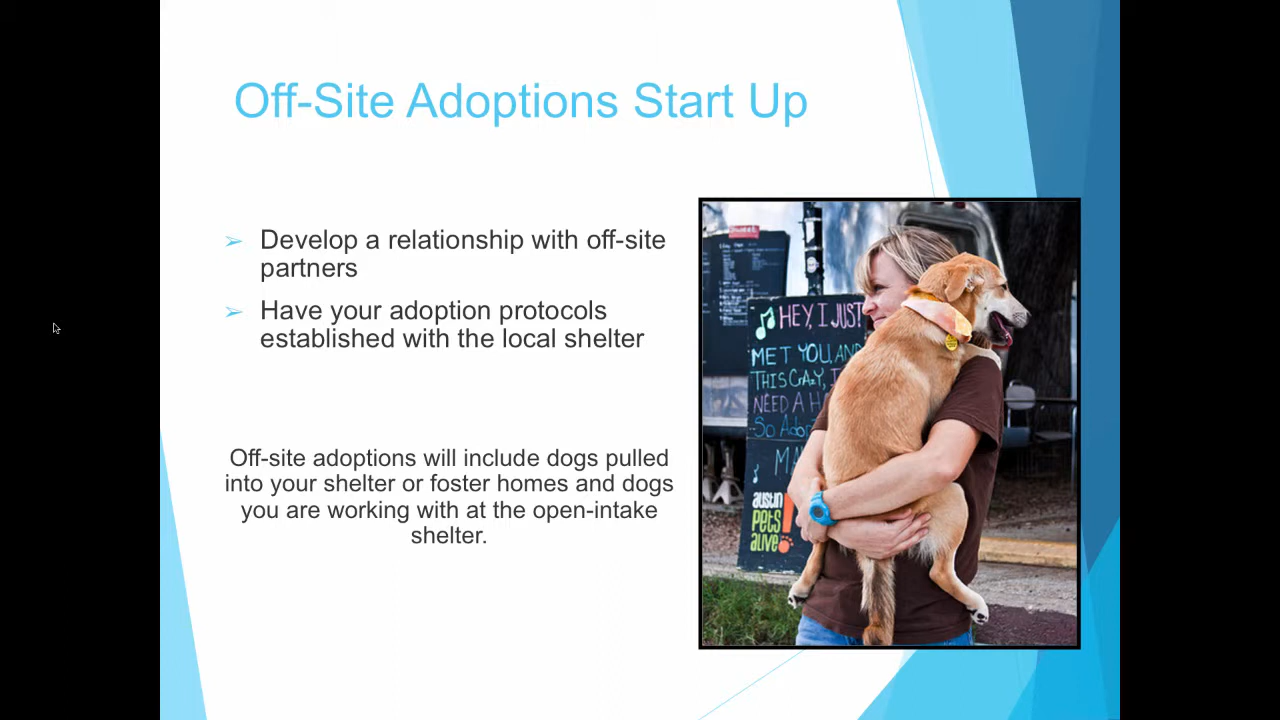 Off-Site Adoptions Start Up
➢ Develop a relationship with off-site
partners
➢ Have your adoption protocols
established with the local shelter
Off-site adoptions will include dogs pulled
into your shelter or foster homes and dogs
you are working with at the open-intake
shelter.
HEY, I JUST
MET YOU, AND
THIS
NEED A
So
austin
pets
alive!